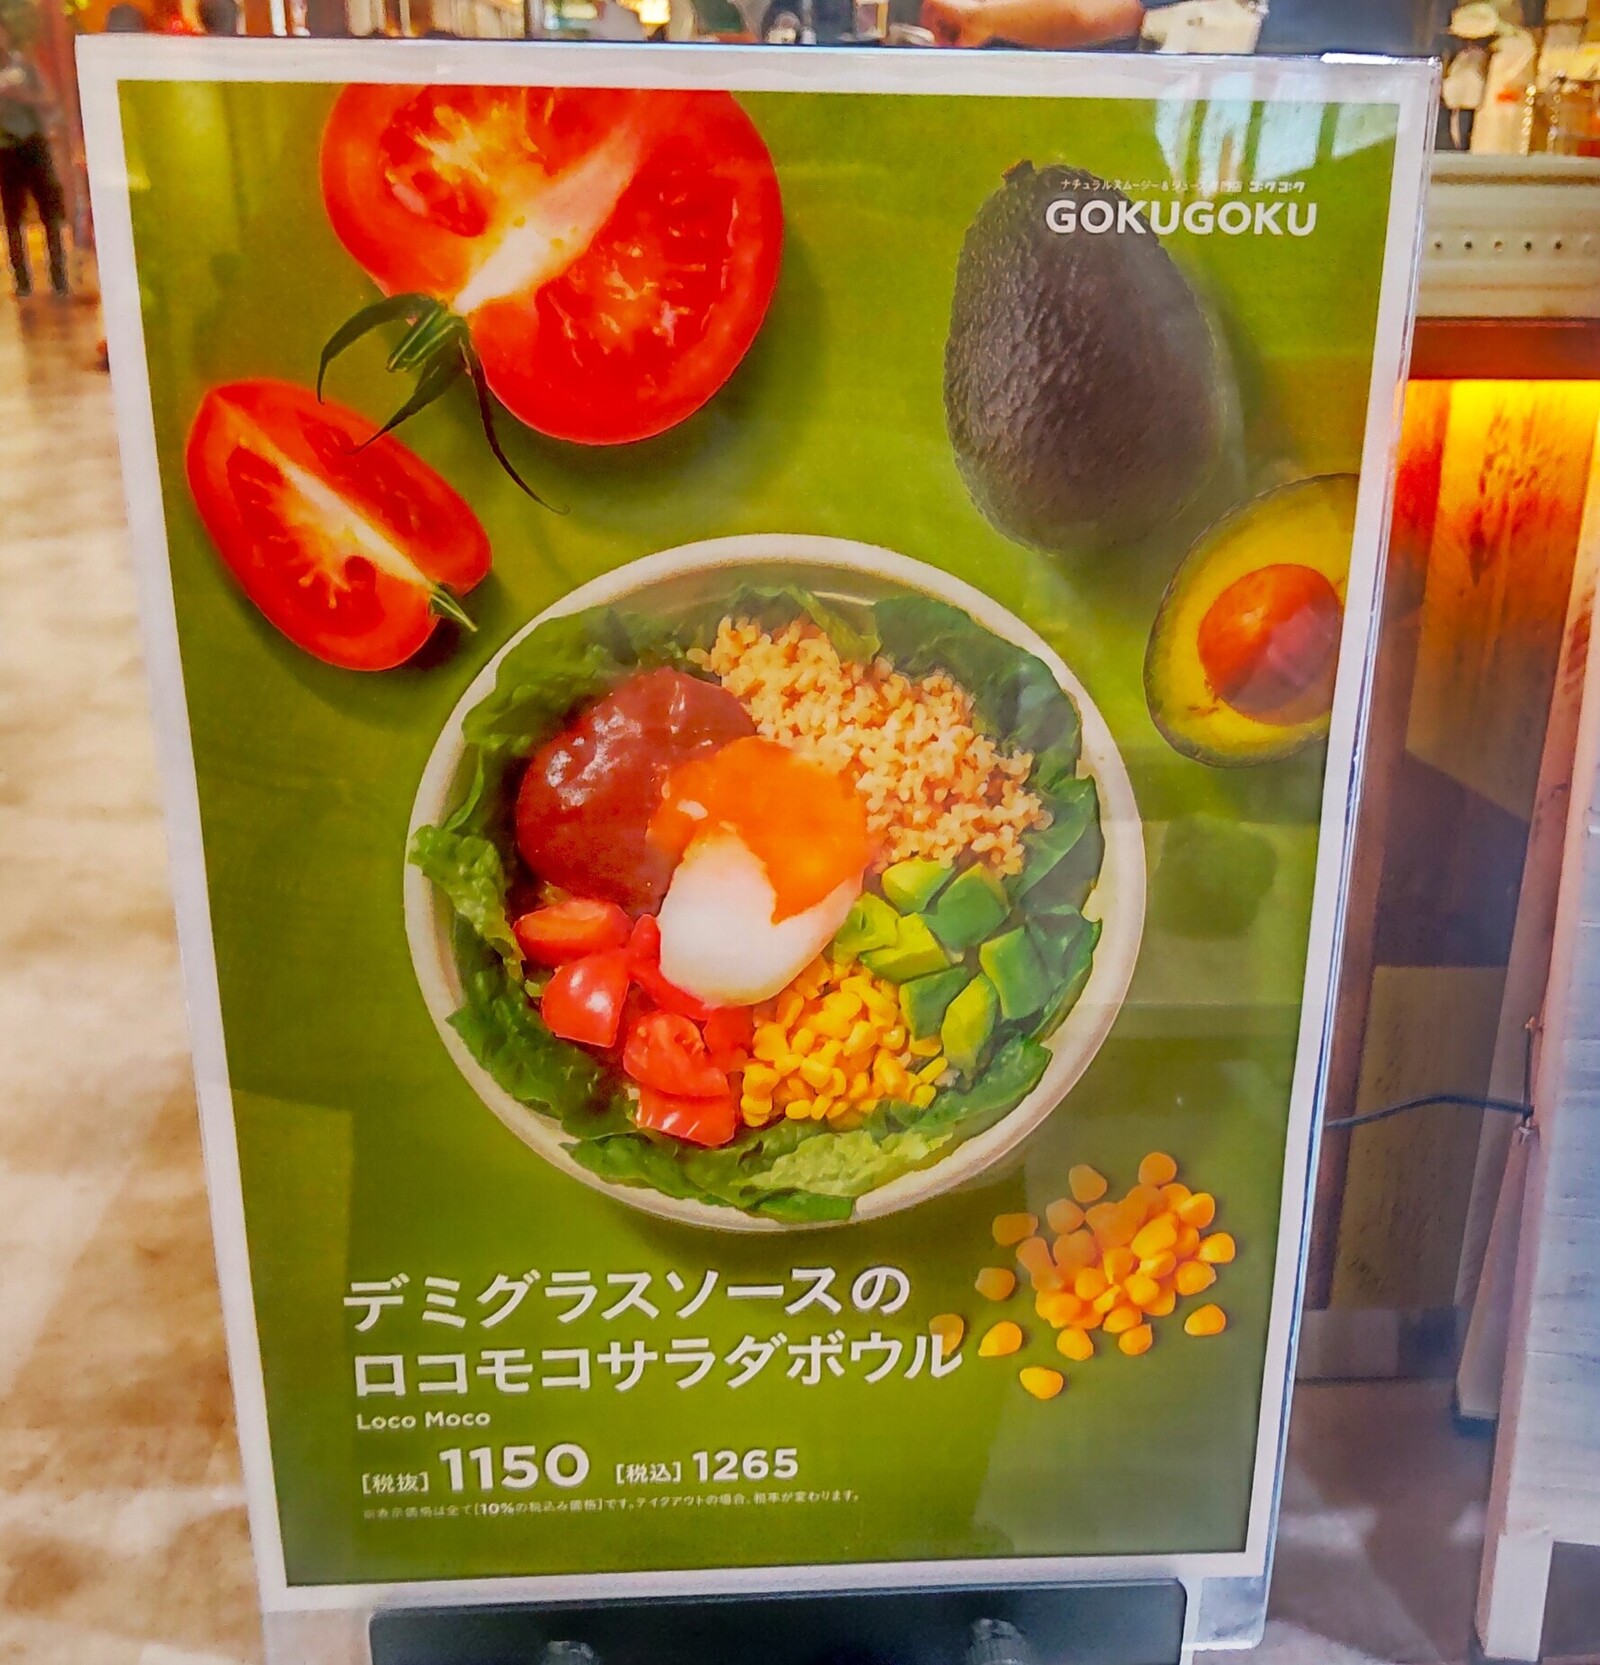 ナチュラルスムージー&ジュース専門店 ゴクゴク
GOKUGOKU
デミグラスソースの
ロコモコサラダボウル
Loco Moco
[税抜] 1150 [税込] 1265
※表示価格は全て[10%の税込み価格]です。テイクアウトの場合、税率が変わります。